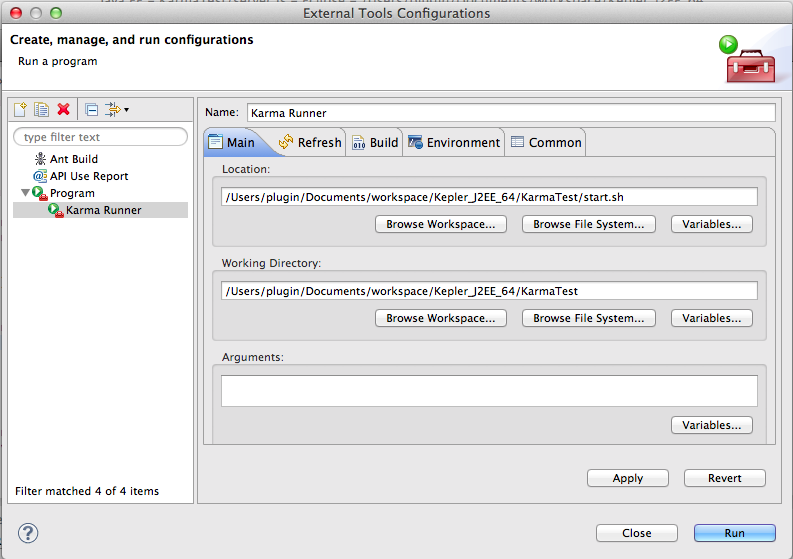 External Tools Configurations
Create, manage, and run configurations
Run a program
type filter text
Ant Build
API Use Report
Program
Karma Runner
Filter matched 4 of 4 items
Name: Karma Runner
Main Refresh Build Environment Common
Location:
/Users/plugin/Documents/workspace/Kepler_J2EE_64/KarmaTest/start.sh
Browse Workspace... Browse File System... Variables...
Working Directory:
/Users/plugin/Documents/workspace/Kepler_J2EE_64/KarmaTest
Browse Workspace... Browse File System... Variables...
Arguments:
Variables...
Apply Revert
Close Run